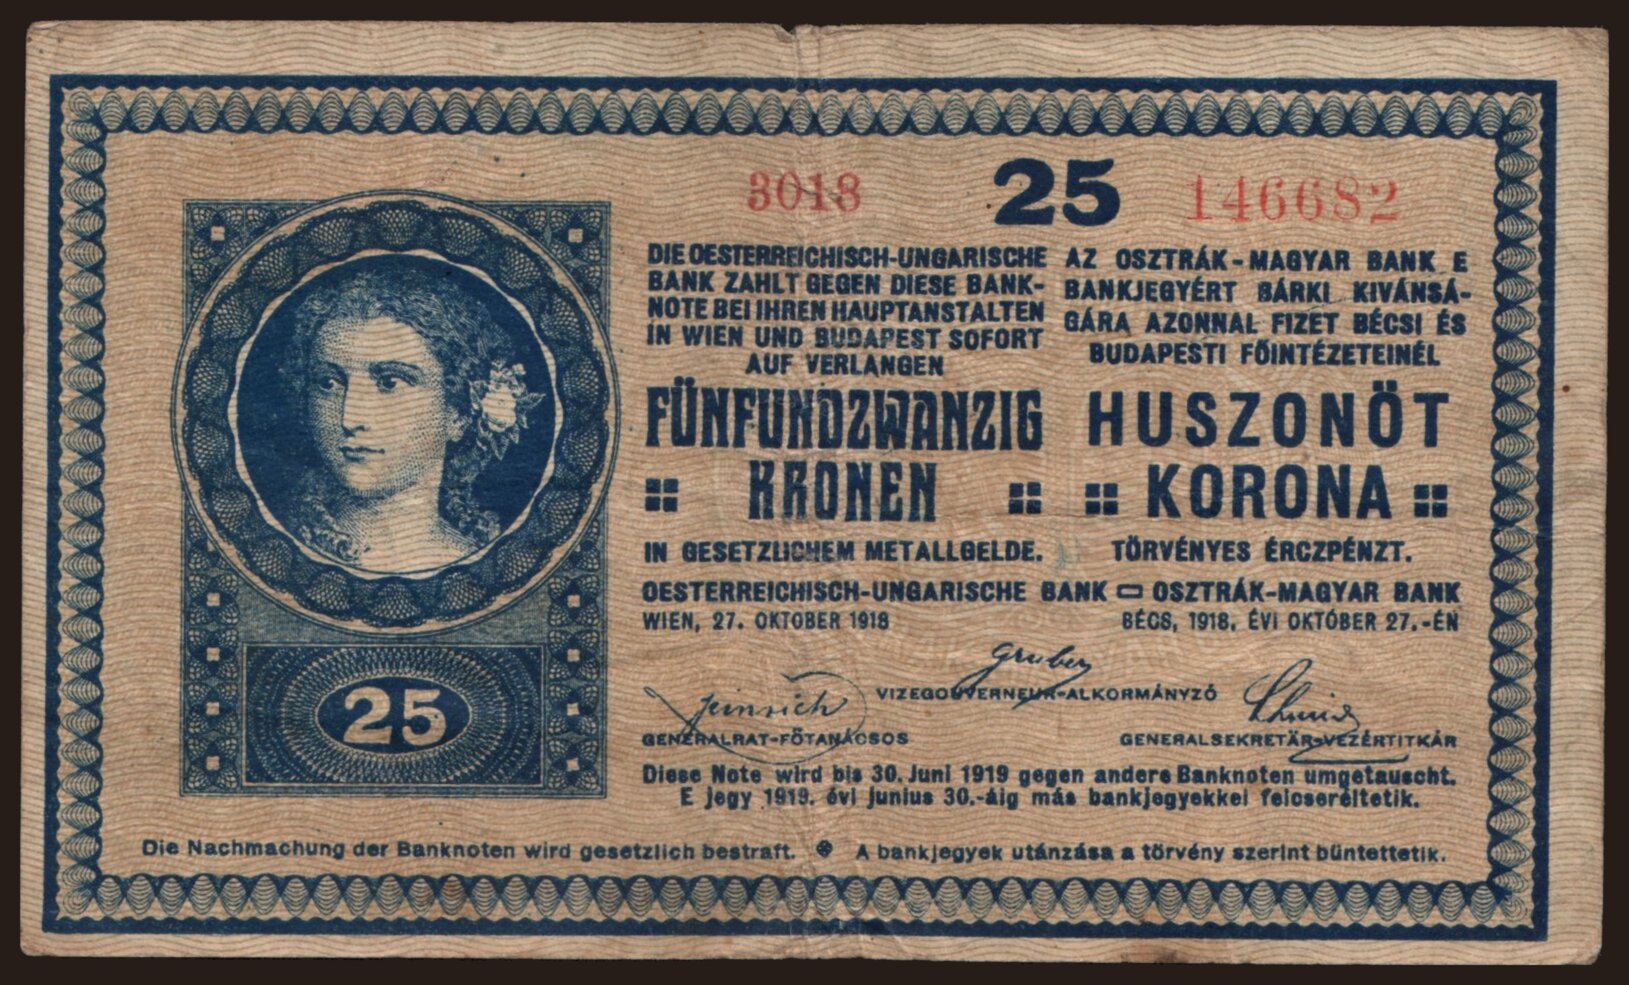 3018 25 146682
DIE OESTERREICHISCH-UNGARISCHE
BANK ZAHLT GEGEN DIESE BANK-
NOTE BEI IHREN HAUPTANSTALTEN
IN WIEN UND BUDAPEST SOFORT
AUF VERLANGEN
FÜNFUNDZWANZIG
KRONEN
IN GESETZLICHEM METALLGELDE.
AZ OSZTRÁK-MAGYAR BANK E
BANKJEGYÉRT BÁRKI KIVÁNSÁ-
GÁRA AZONNAL FIZET BÉCSI ÉS
BUDAPESTI FŐINTÉZETEINÉL
HUSZONÖT
KORONA
TÖRVÉNYES ÉRCZPÉNZT.
OESTERREICHISCH-UNGARISCHE BANK OSZTRÁK-MAGYAR BANK
WIEN, 27. OKTOBER 1918 BÉCS, 1918. ÉVI OKTÓBER 27.-ÉN
Gruber
VIZEGOUVERNEUR-ALKORMÁNYZÓ
GENERALRAT-FŐTANÁCSOS GENERALSEKRETÄR-VEZÉRTITKÁR
25
Diese Note wird bis 30. Juni 1919 gegen andere Banknoten umgetauscht.
E jegy 1919. évi junius 30.-áig más bankjegyekkel felcseréltetik.
Die Nachmachung der Banknoten wird gesetzlich bestraft. A bankjegyek utánzása a törvény szerint büntettetik.